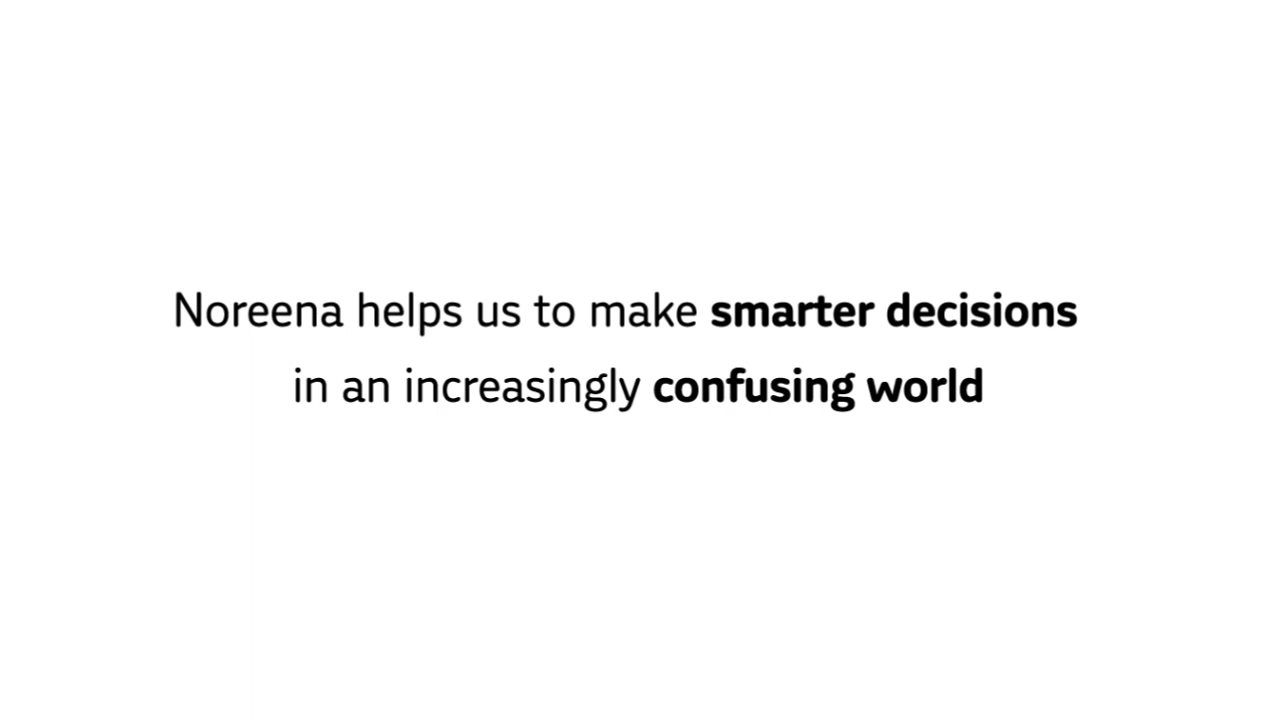 Noreena helps us to make smarter decisions
in an increasingly confusing world